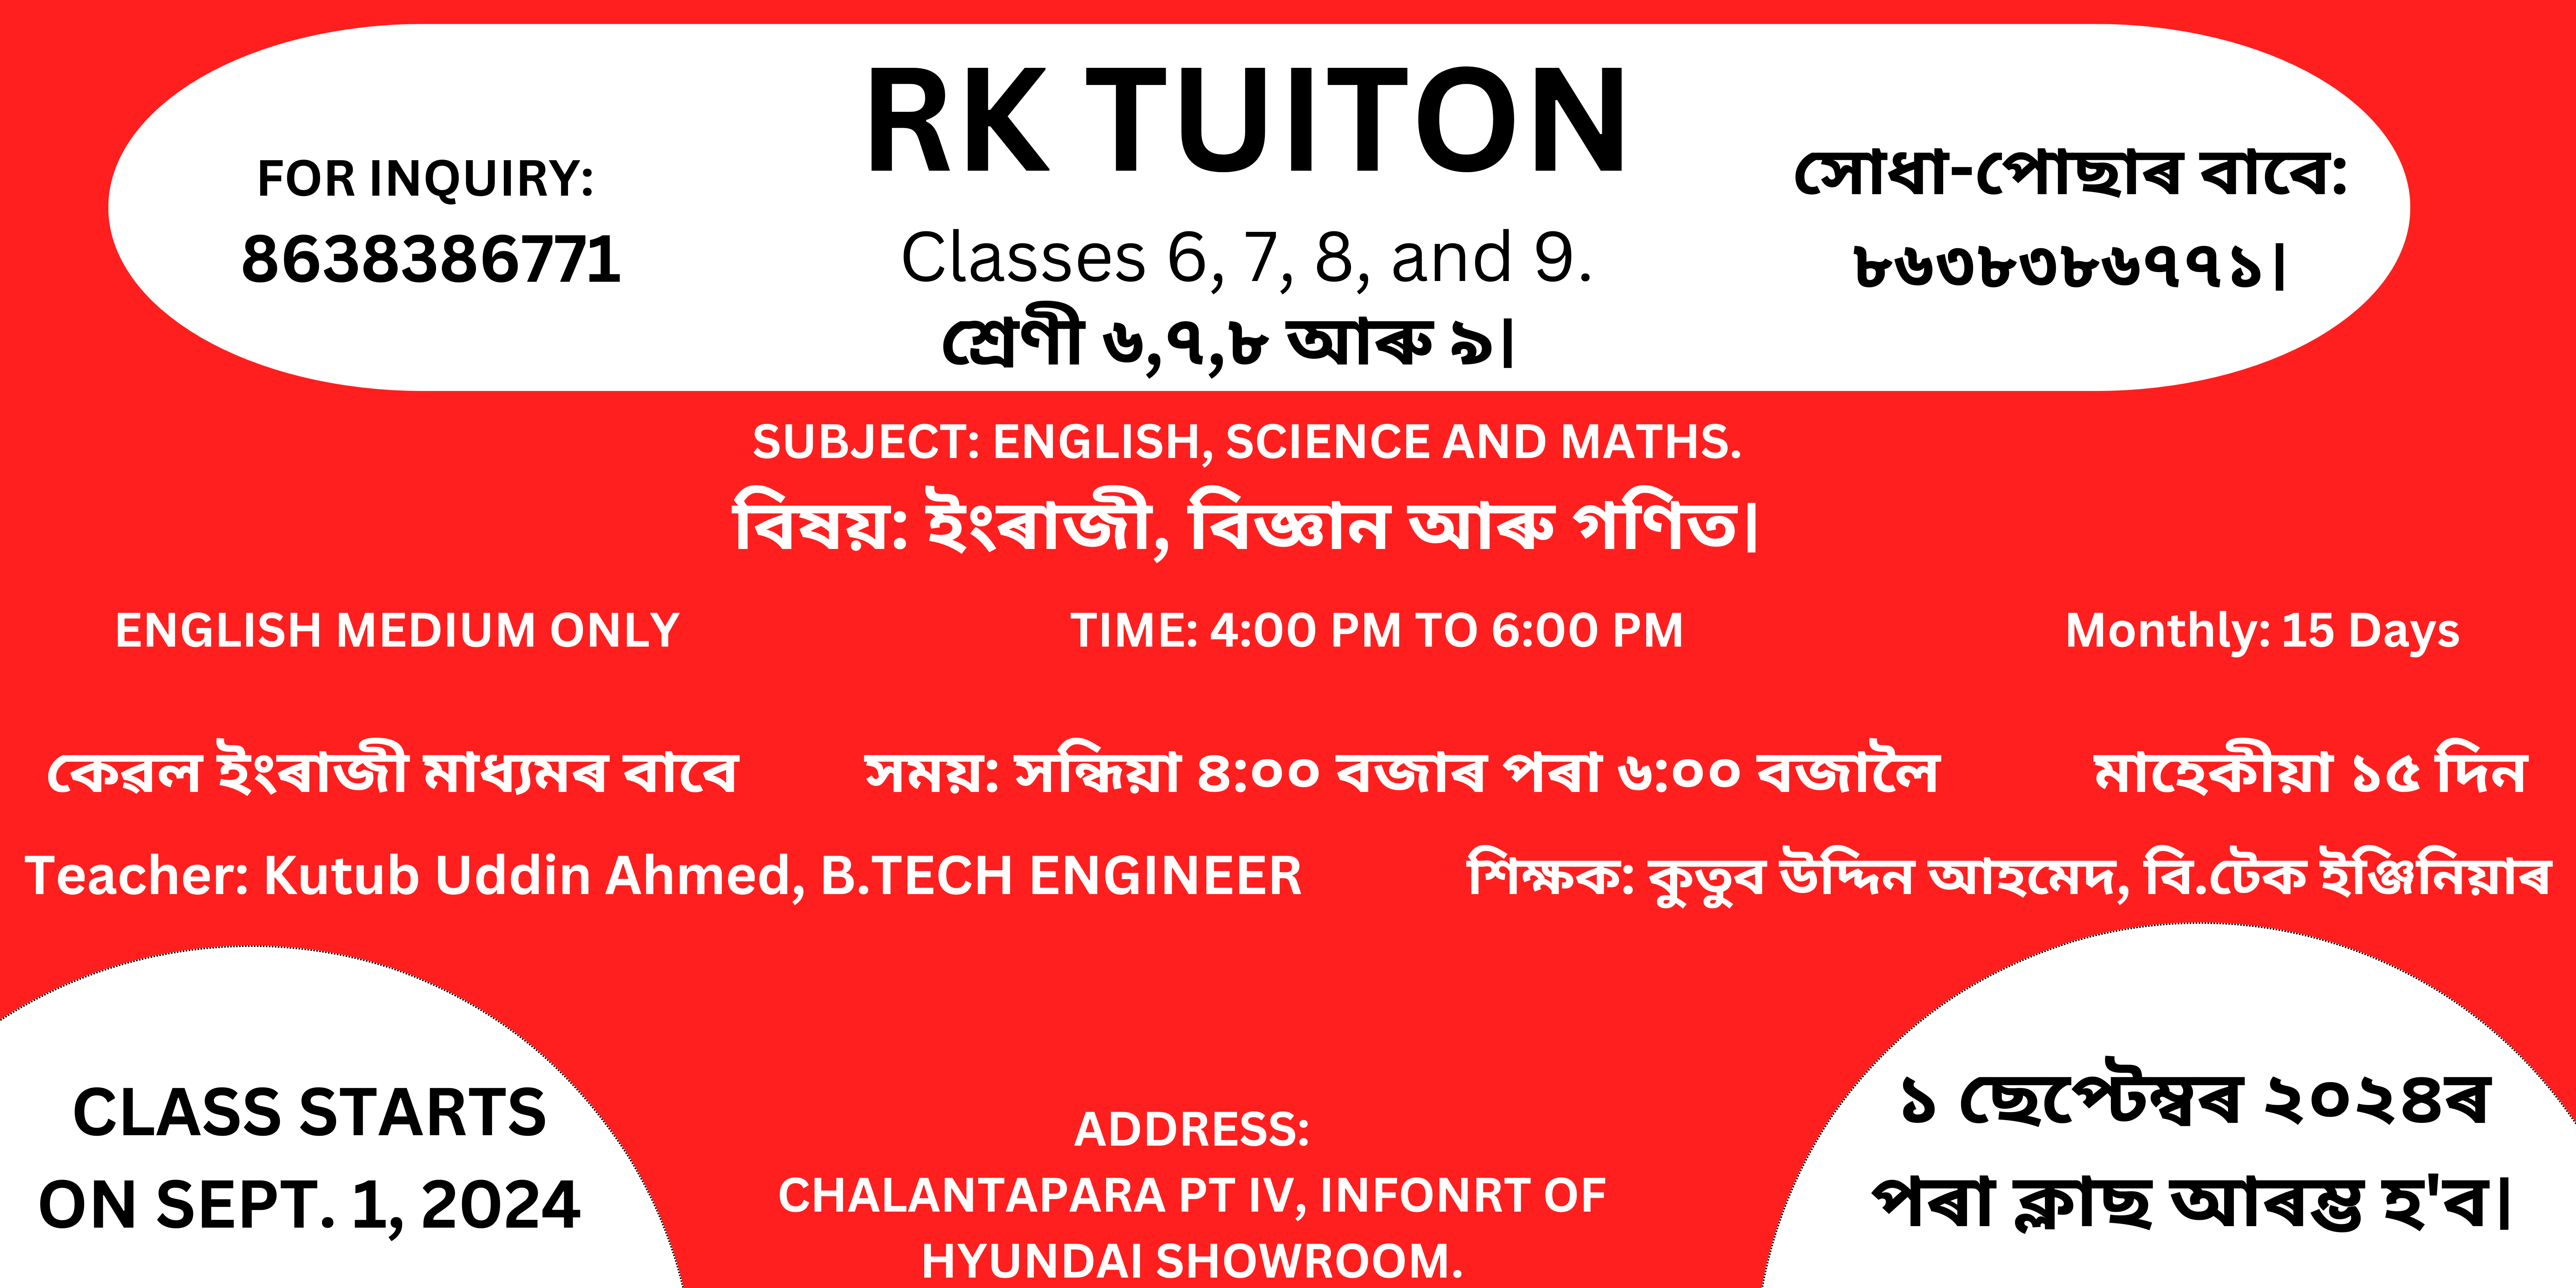 RK TUITON
FOR INQUIRY:
8638386771
Classes 6, 7, 8, and 9.
শ্ৰেণী ৬,৭,৮ আৰু ৯।
সোধা-পোছাৰ বাবে:
৮৬৩৮৩৮৬৭৭১।
SUBJECT: ENGLISH, SCIENCE AND MATHS.
বিষয়: ইংৰাজী, বিজ্ঞান আৰু গণিত।
ENGLISH MEDIUM ONLY
TIME: 4:00 PM TO 6:00 PM
Monthly: 15 Days
কেৱল ইংৰাজী মাধ্যমৰ বাবে
সময়: সন্ধিয়া ৪:০০ বজাৰ পৰা ৬:০০ বজালৈ
মাহেকীয়া ১৫ দিন
Teacher: Kutub Uddin Ahmed, B.TECH ENGINEER
শিক্ষক: কুতুব উদ্দিন আহমেদ, বি.টেক ইঞ্জিনিয়াৰ
CLASS STARTS
ON SEPT. 1, 2024
ADDRESS:
CHALANTAPARA PT IV, INFONRT OF
HYUNDAI SHOWROOM.
১ ছেপ্টেম্বৰ ২০২৪ৰ
পৰা ক্লাছ আৰম্ভ হ'ব।